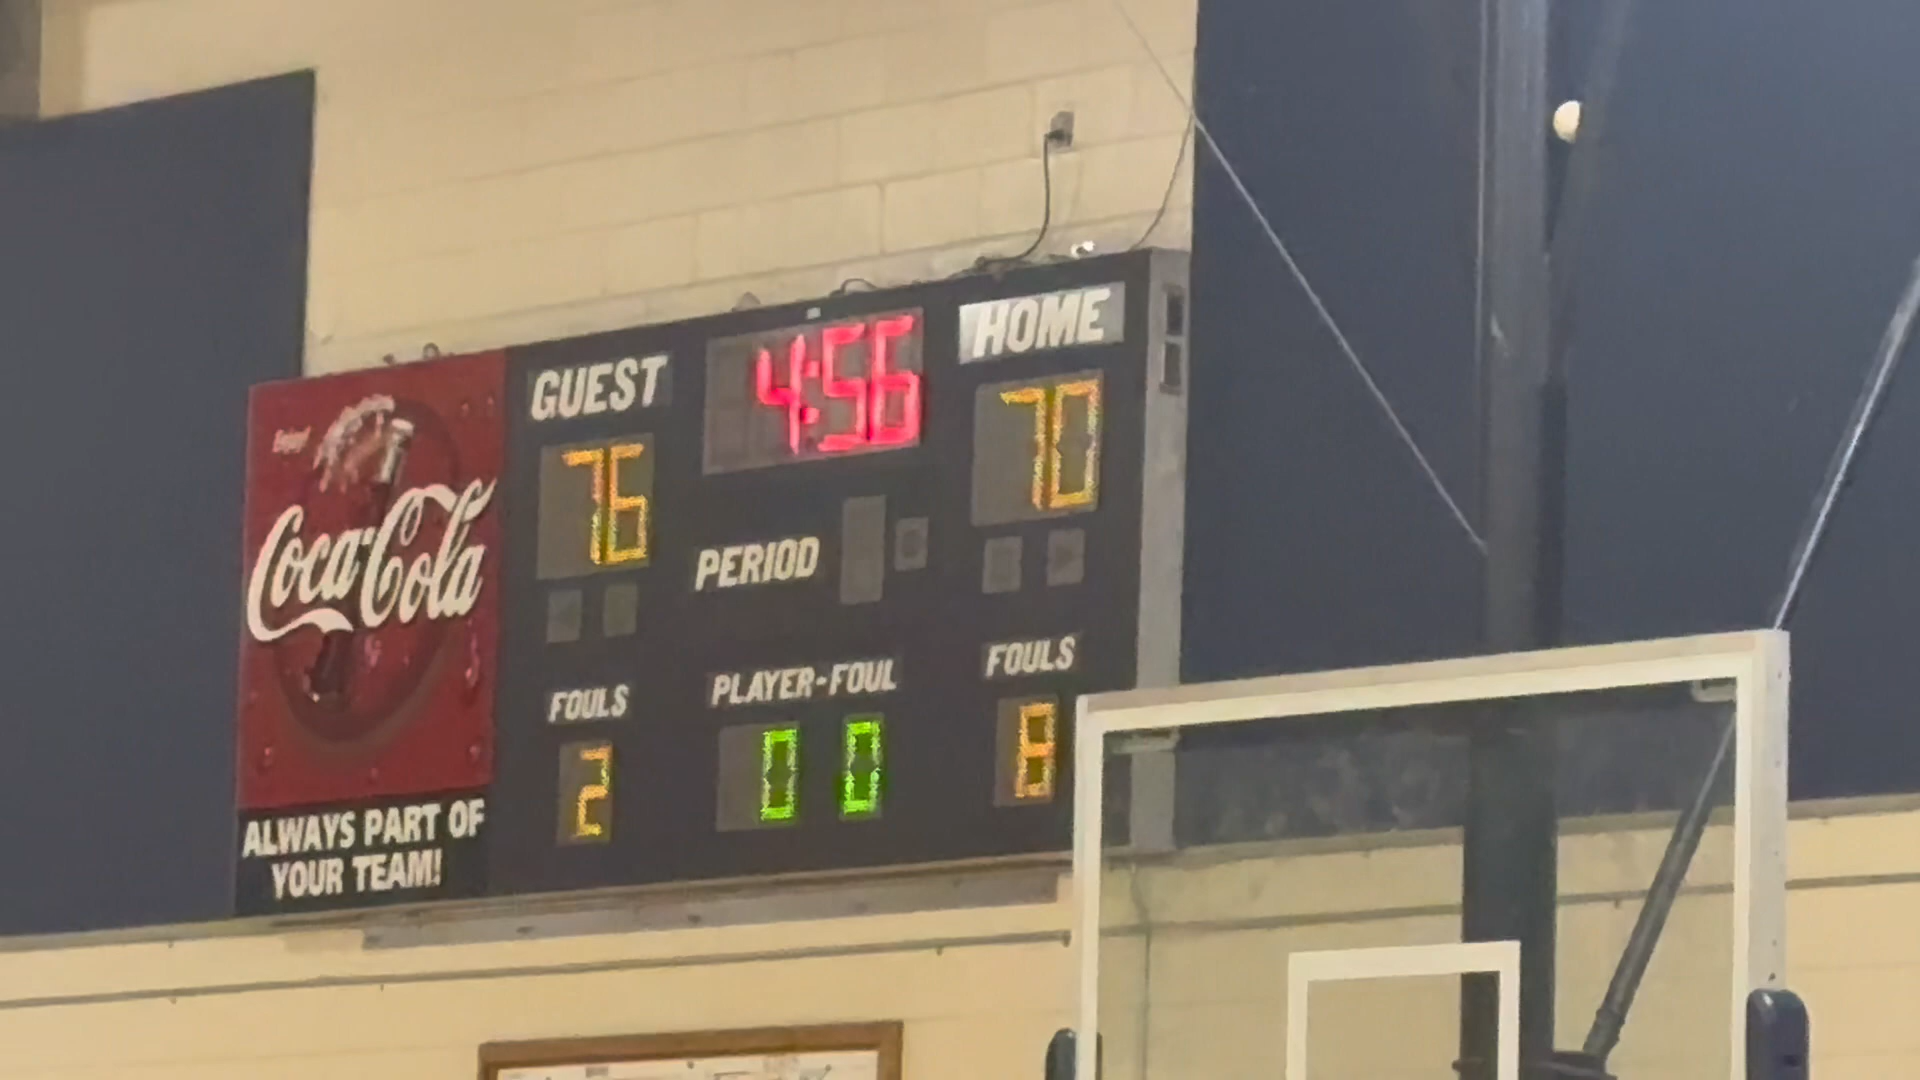 GUEST
4:56
HOME
76
70
Enjoy
Coca-Cola
PERIOD
FOULS
PLAYER-FOUL
FOULS
2
0 0
8
ALWAYS PART OF
YOUR TEAM!